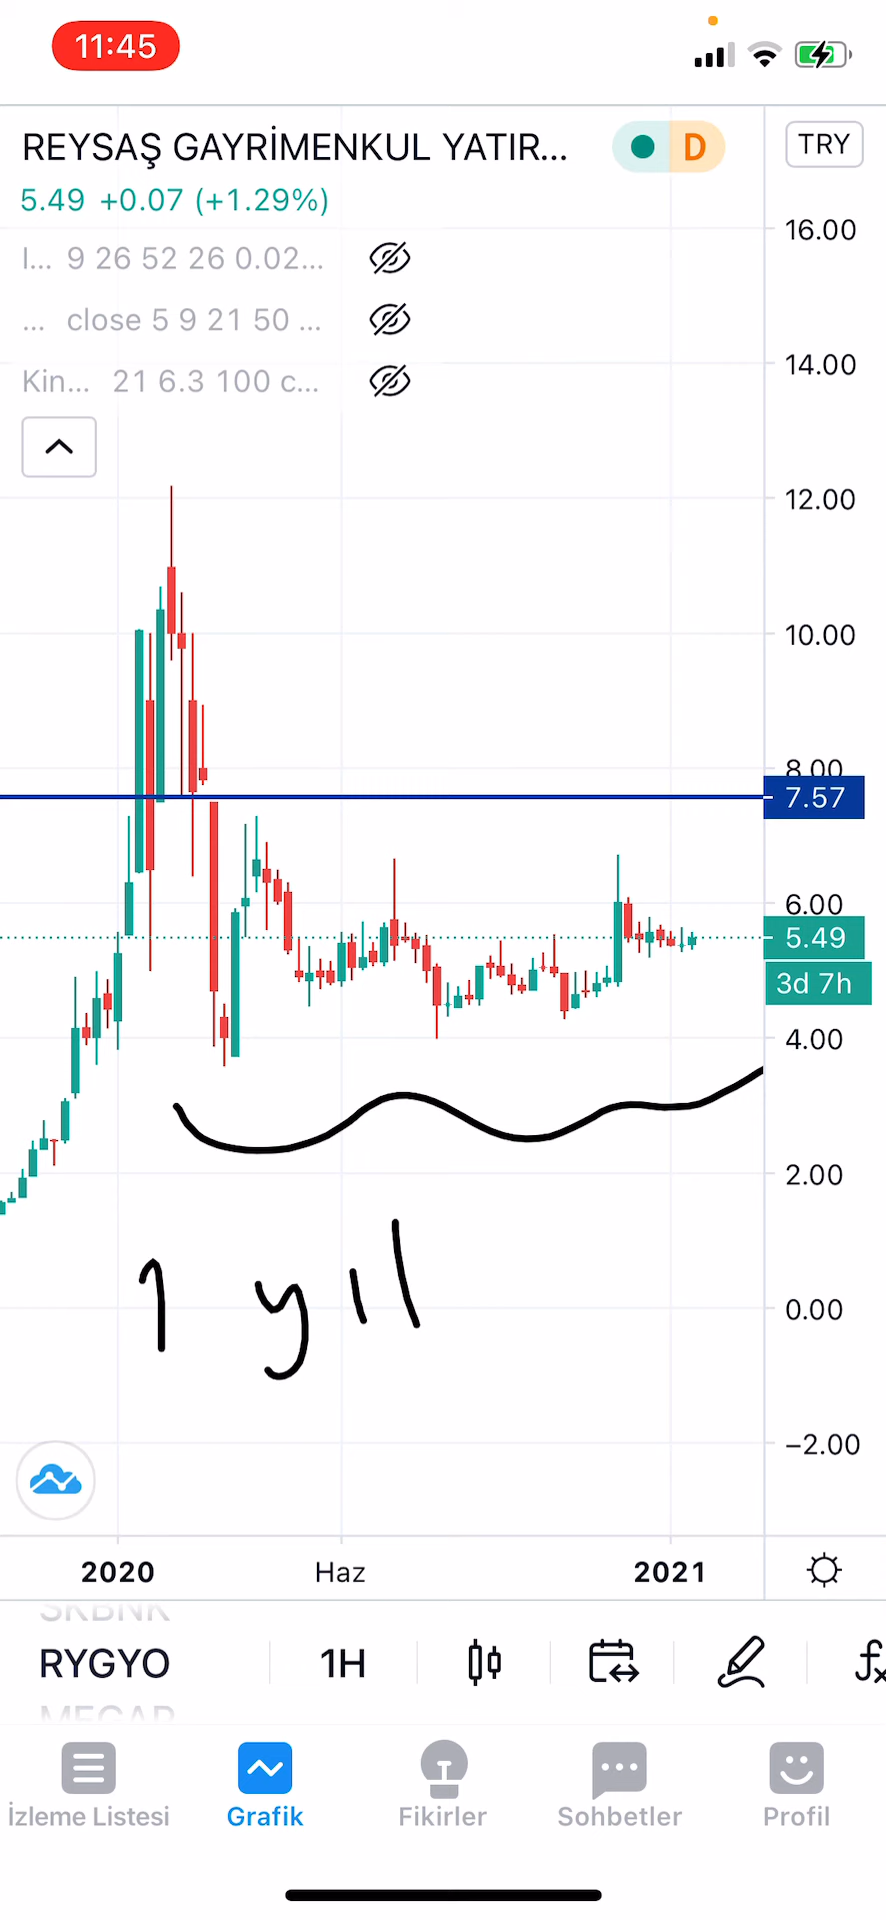 11:45
REYSAŞ GAYRİMENKUL YATIR... D TRY
5.49 +0.07 (+1.29%)
I... 9 26 52 26 0.02...
... close 5 9 21 50 ...
Kin... 21 6.3 100 c...
16.00
14.00
12.00
10.00
8.00
7.57
6.00
5.49
3d 7h
4.00
2.00
0.00
−2.00
1 yıl
2020 Haz 2021
SKBNK
RYGYO 1H
İzleme Listesi Grafik Fikirler Sohbetler Profil